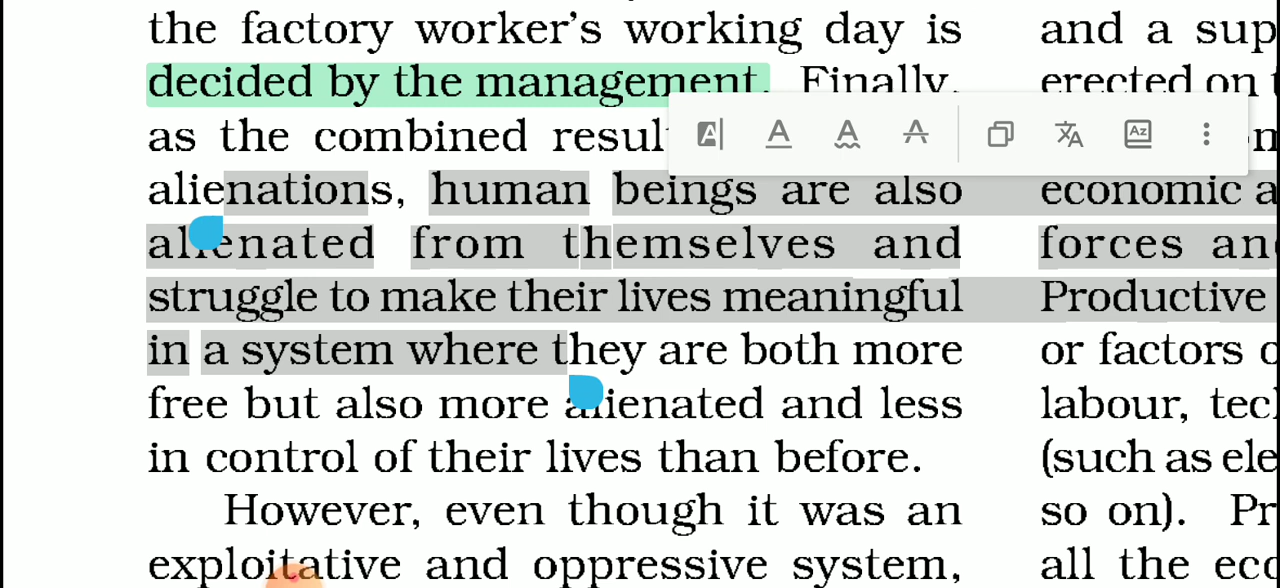 the factory worker's working day is
decided by the management. Finally,
as the combined result
alienations, human beings are also
alienated from themselves and
struggle to make their lives meaningful
in a system where they are both more
free but also more alienated and less
in control of their lives than before.
However, even though it was an
exploitative and oppressive system,
and a sup
erected on
economic a
forces an
Productive
or factors o
labour, tec
(such as ele
so on). Pr
all the eco